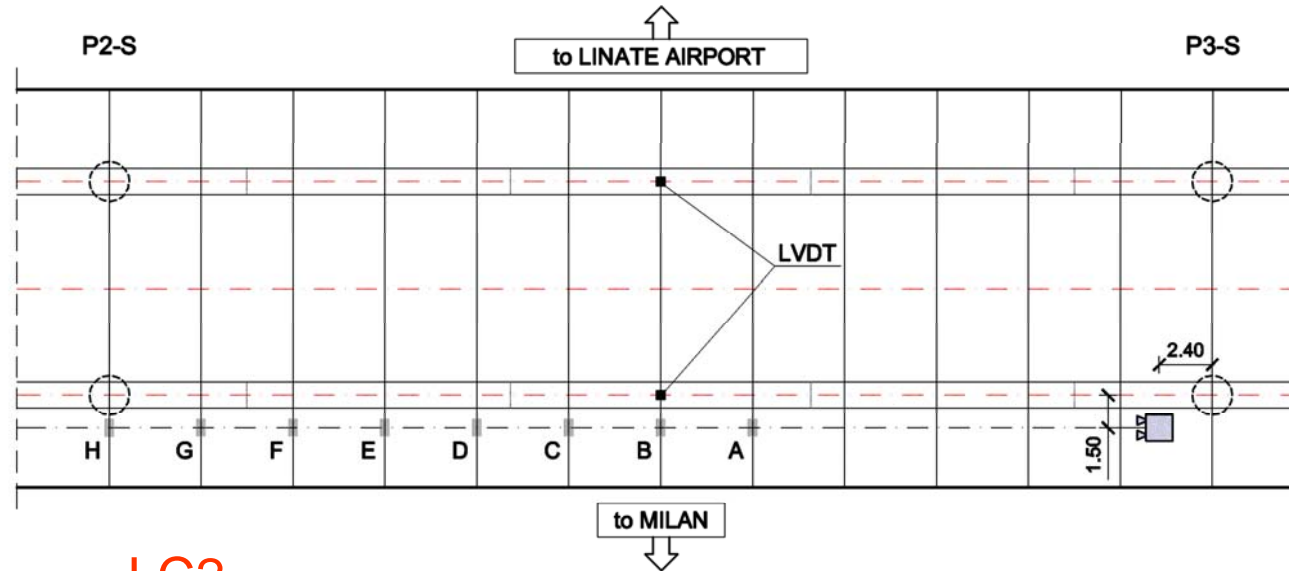 P2-S
to LINATE AIRPORT
P3-S
LVDT
2.40
H G F E D C B A
1.50
to MILAN